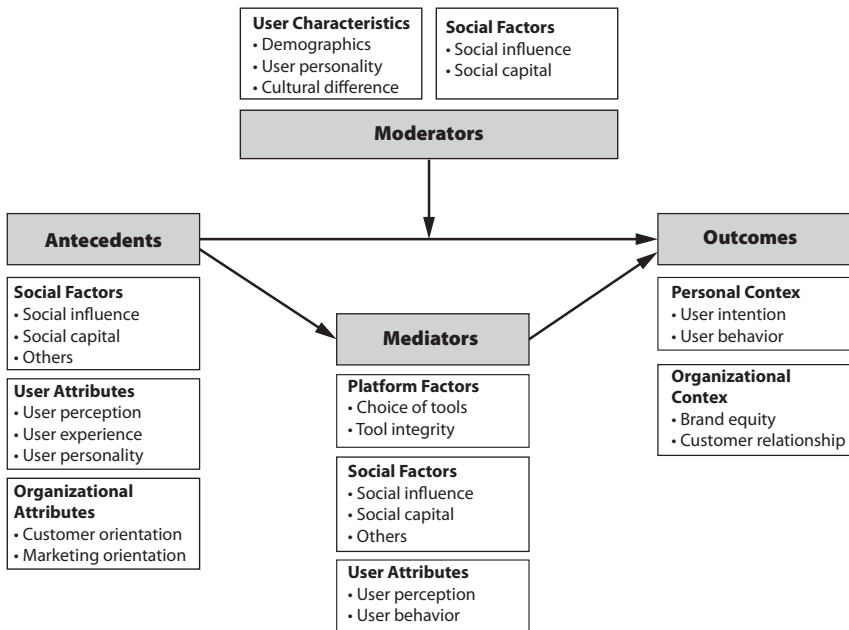 User Characteristics
• Demographics
• User personality
• Cultural difference
Social Factors
• Social influence
• Social capital
Moderators
Antecedents
Outcomes
Social Factors
• Social influence
• Social capital
• Others
User Attributes
• User perception
• User experience
• User personality
Organizational
Attributes
• Customer orientation
• Marketing orientation
Mediators
Platform Factors
• Choice of tools
• Tool integrity
Social Factors
• Social influence
• Social capital
• Others
User Attributes
• User perception
• User behavior
Personal Contex
• User intention
• User behavior
Organizational
Contex
• Brand equity
• Customer relationship